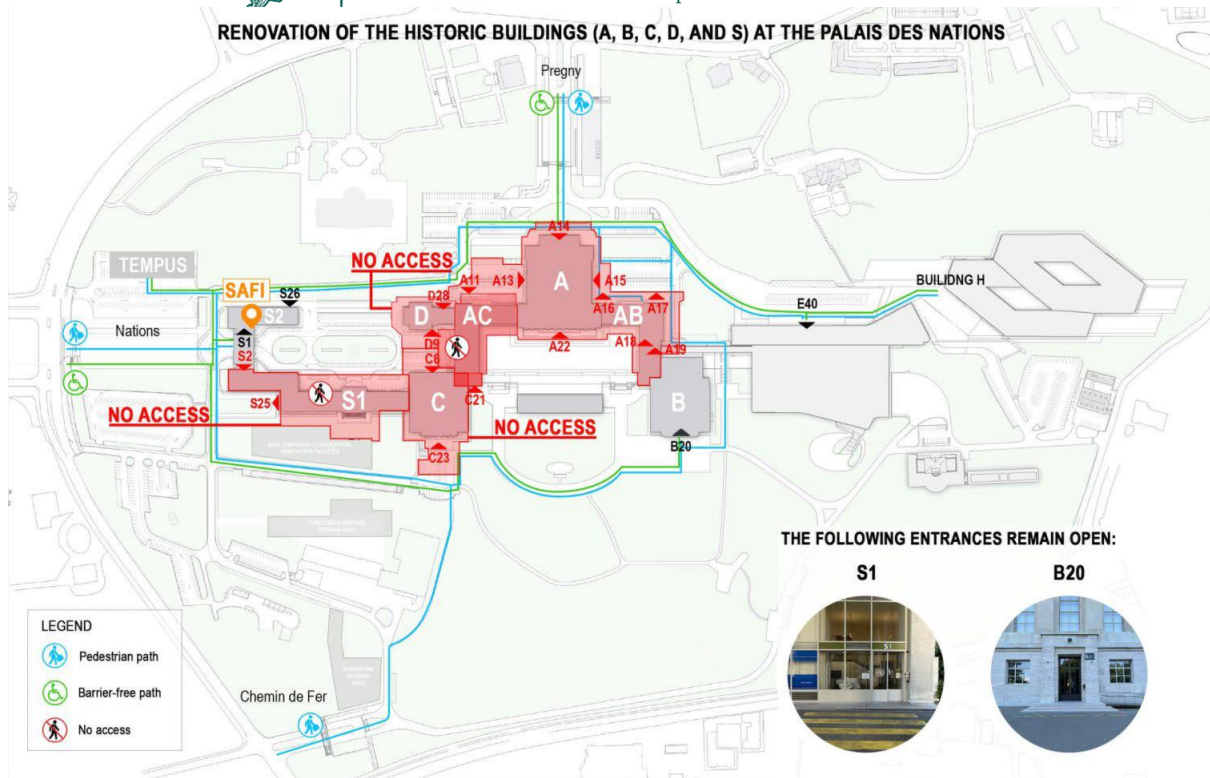 RENOVATION OF THE HISTORIC BUILDINGS (A, B, C, D, AND S) AT THE PALAIS DES NATIONS
Pregny
A14
NO ACCESS
TEMPUS
SAFI
S26
S2
Nations
S1
S2
A11
A13
A
A15
D28
D
AC
A16
A17
AB
D9
C6
A22
A18
A19
E40
BUILIDNG H
S25
S1
C
C21
B
NO ACCESS
NO ACCESS
C23
B20
THE FOLLOWING ENTRANCES REMAIN OPEN:
S1
B20
S1
LEGEND
Pedestrian path
Barrier-free path
No access
Chemin de Fer